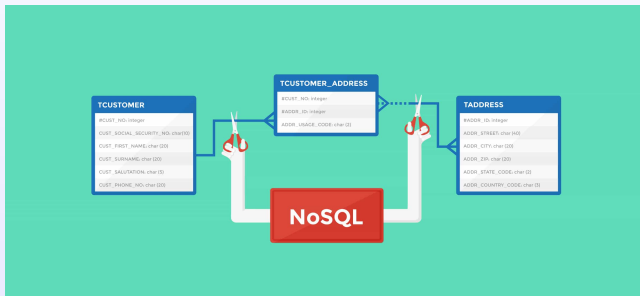 TCUSTOMER
#CUST_NO: integer
CUST_SOCIAL_SECURITY_NO: char(10)
CUST_FIRST_NAME: char (20)
CUST_SURNAME: char (20)
CUST_SALUTATION: char (5)
CUST_PHONE_NO: char (20)
TCUSTOMER_ADDRESS
#CUST_NO: integer
#ADDR_ID: integer
ADDR_USAGE_CODE: char (2)
TADDRESS
#ADDR_ID: integer
ADDR_STREET: char (40)
ADDR_CITY: char (20)
ADDR_ZIP: char (20)
ADDR_STATE_CODE: char (2)
ADDR_COUNTRY_CODE: char (3)
NoSQL